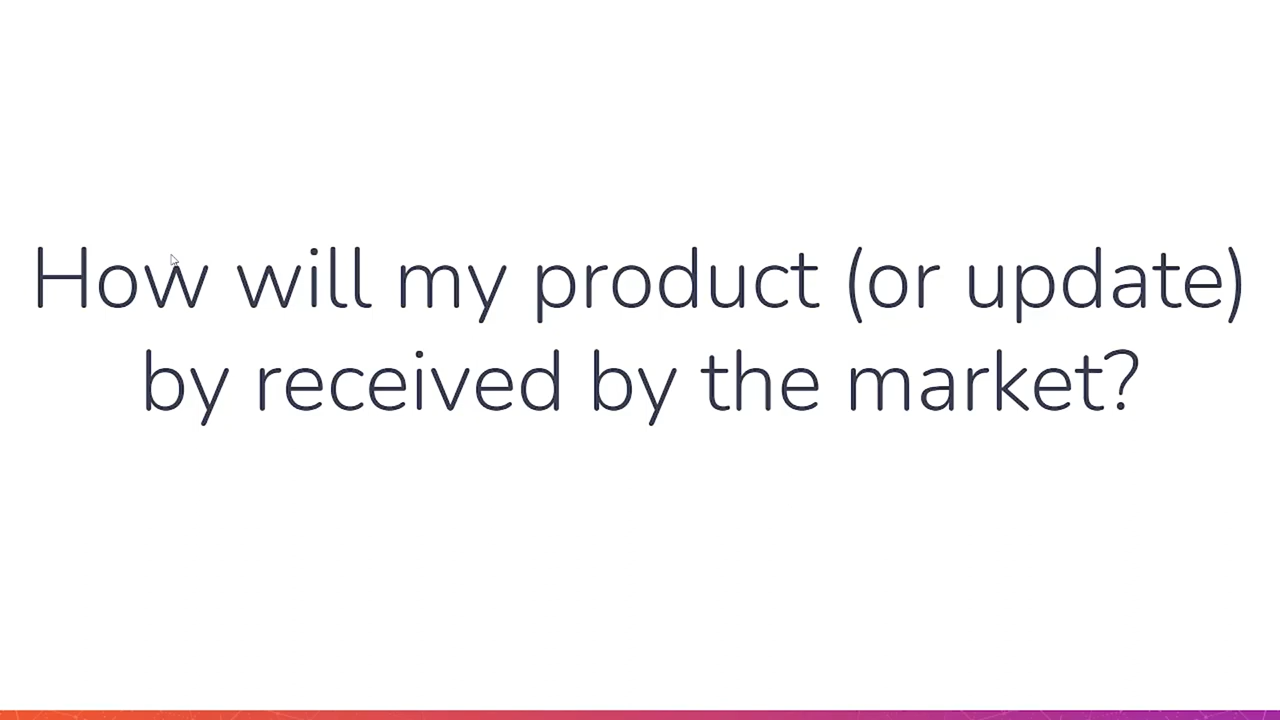 How will my product (or update)
by received by the market?